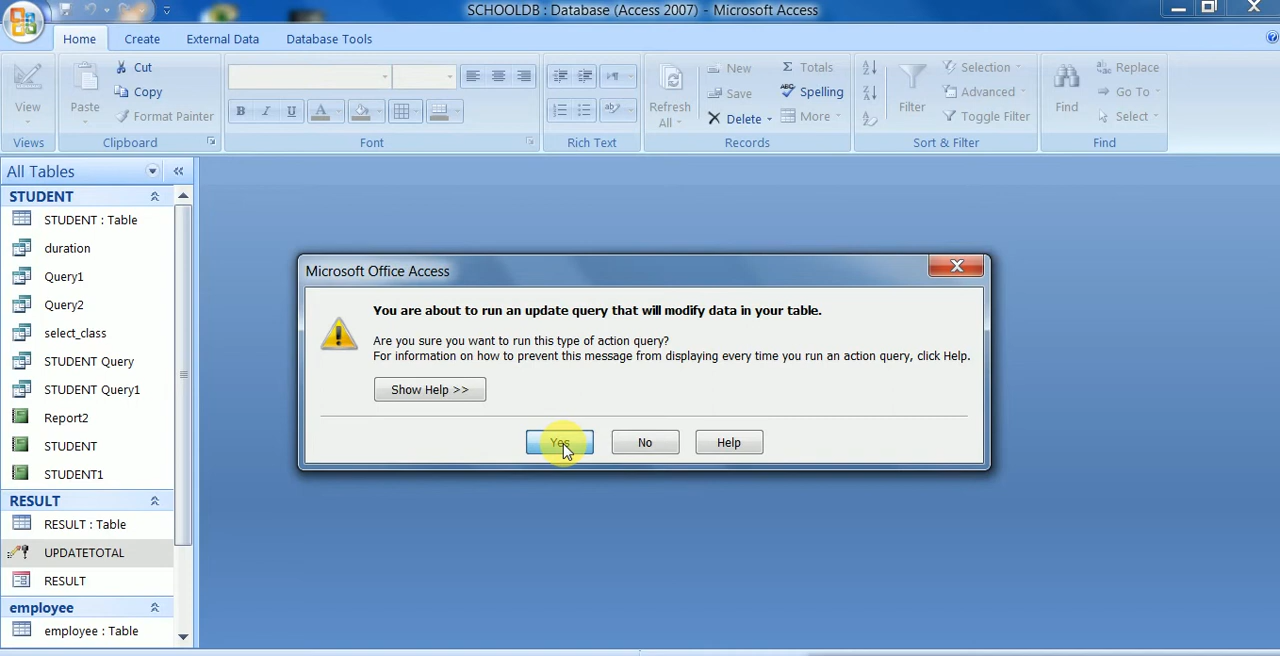 SCHOOLDB : Database (Access 2007) - Microsoft Access
Home Create External Data Database Tools
View
Views
Paste
Cut
Copy
Format Painter
Clipboard
B I U A
Font
Rich Text
Refresh All
New
Save
Delete
Totals
Spelling
More
Records
Filter
Selection
Advanced
Toggle Filter
Sort & Filter
Find
Replace
Go To
Select
Find
All Tables
STUDENT
STUDENT : Table
duration
Query1
Query2
select_class
STUDENT Query
STUDENT Query1
Report2
STUDENT
STUDENT1
RESULT
RESULT : Table
UPDATETOTAL
RESULT
employee
employee : Table
Microsoft Office Access
You are about to run an update query that will modify data in your table.
Are you sure you want to run this type of action query?
For information on how to prevent this message from displaying every time you run an action query, click Help.
Show Help >>
Yes No Help